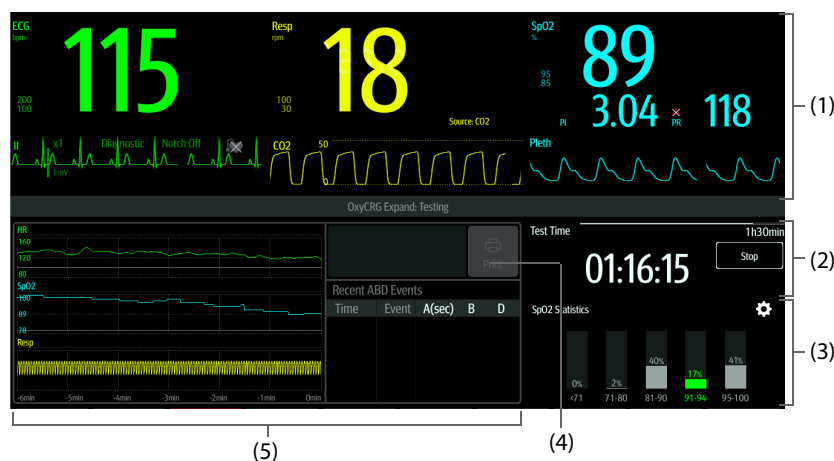 ECG
bpm
115
200
100
Resp
rpm
18
100
30
Source: CO2
SpO2
%
89
95
85
PI
3.04
PR
118
(1)
II
x1
Diagnostic
Notch Off
1 mV
CO2
50
0
Pleth
OxyCRG Expand: Testing
HR
160
120
80
SpO2
100
89
78
Resp
-6min -5min -4min -3min -2min -1min 0min
Print
Recent ABD Events
Time Event A(sec) B D
Test Time
1h30min
01:16:15
Stop
(2)
SpO2 Statistics
0% 2% 40% 17% 41%
<71 71-80 81-90 91-94 95-100
(3)
(4)
(5)